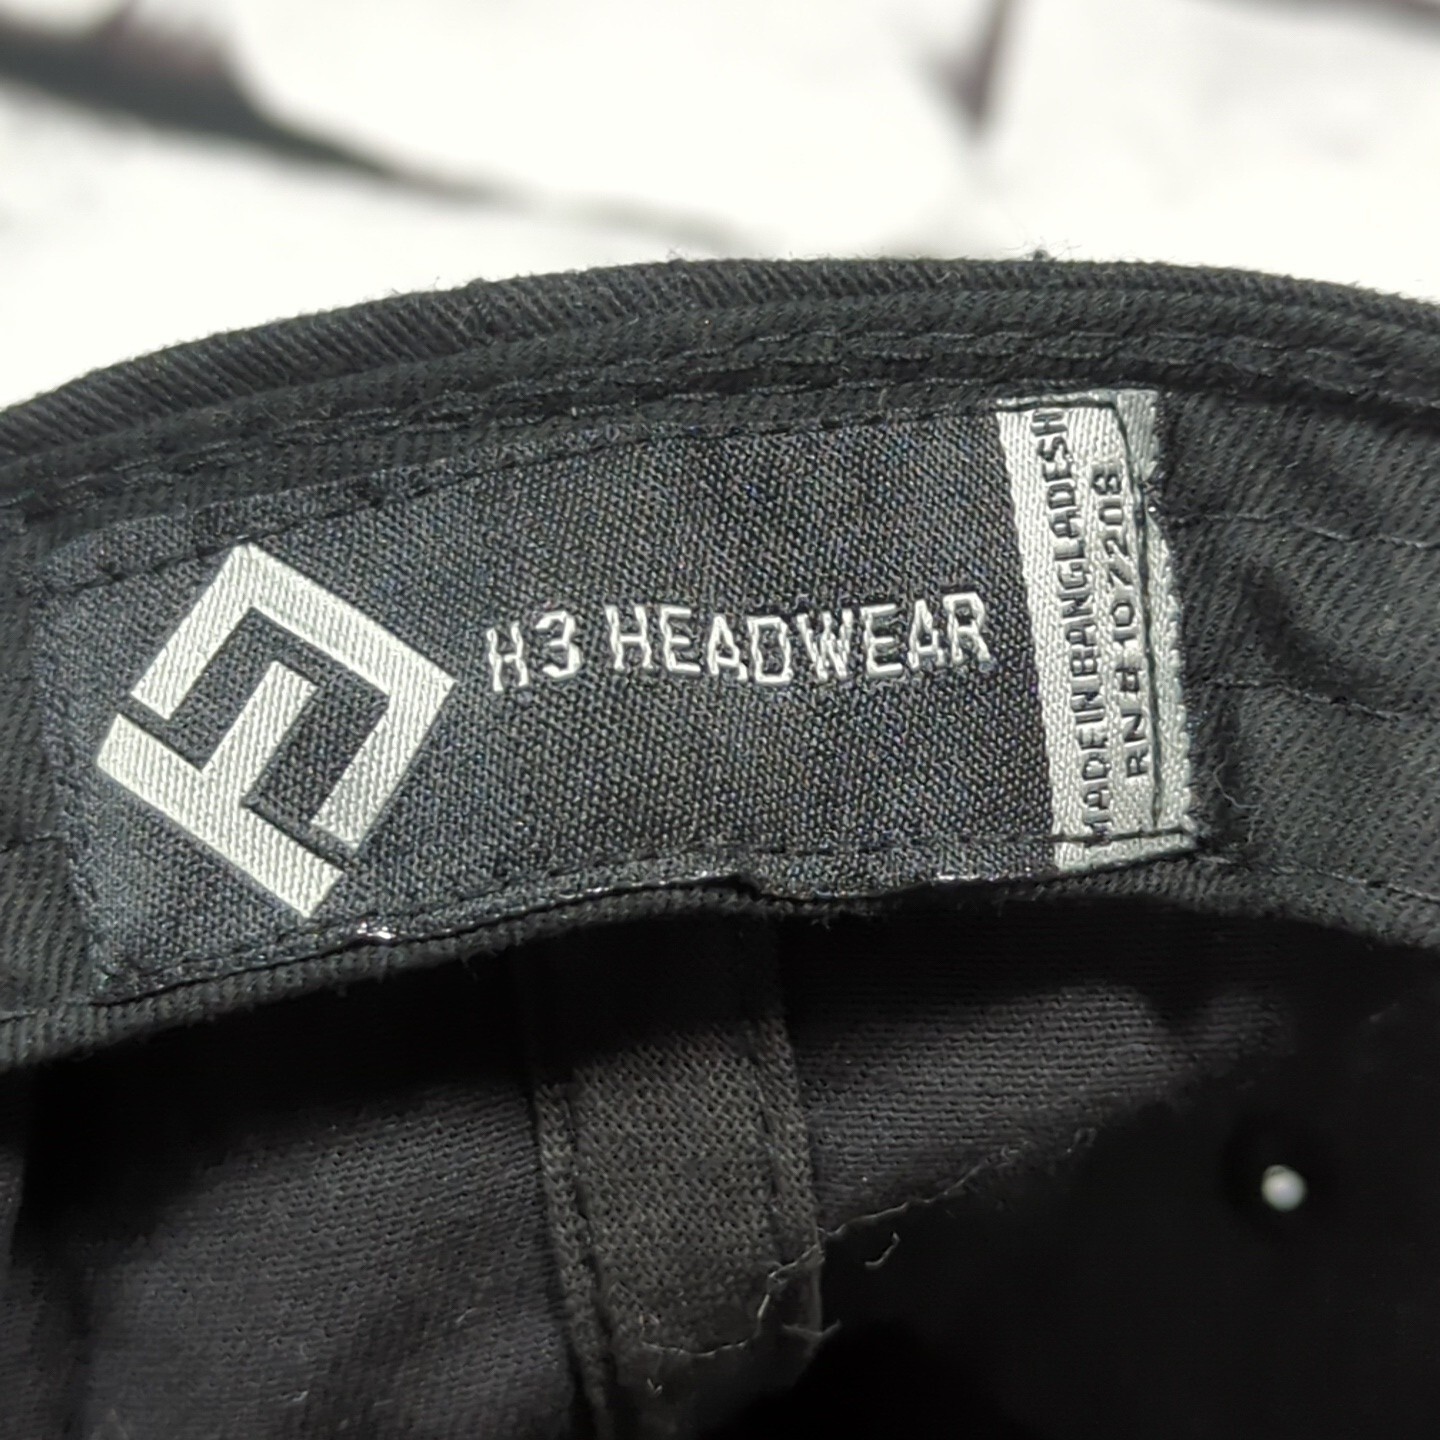 H3 HEADWEAR
MADE IN BANGLADESH
RN# 107208